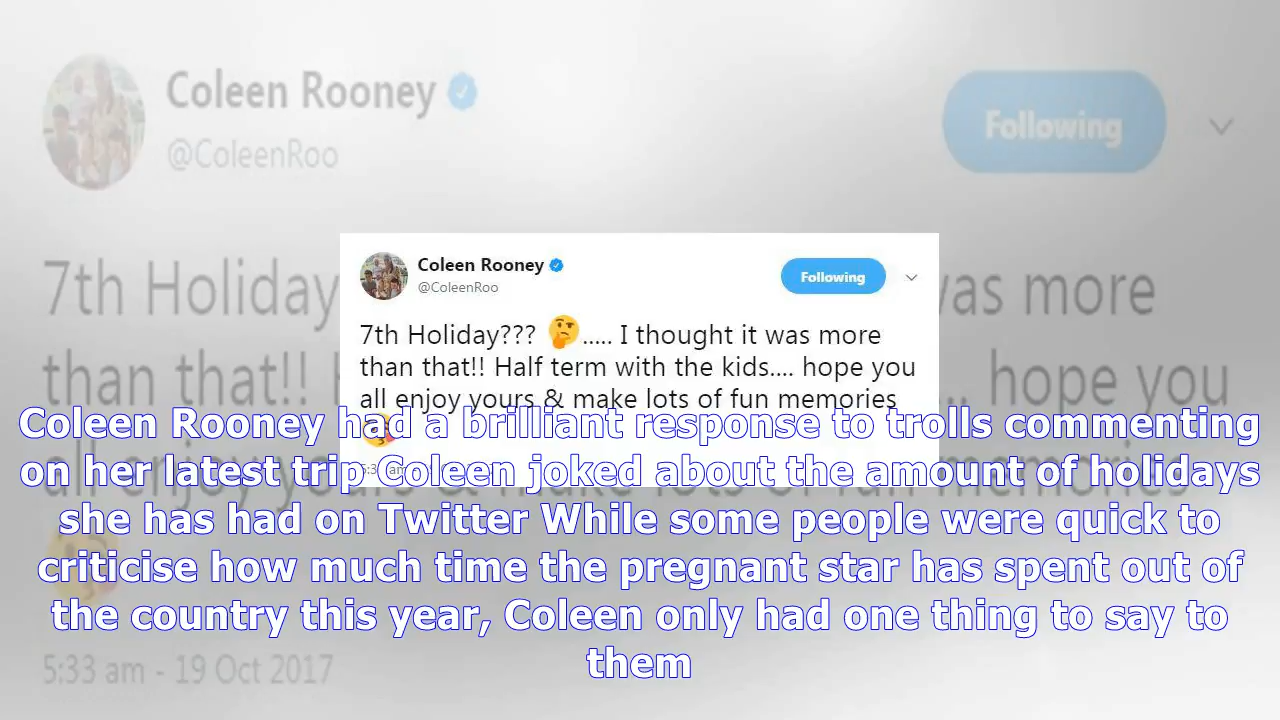 Coleen Rooney
@ColeenRoo
Following
7th Holiday
was more
than that!!
hope you
5:33 am - 19 Oct 2017
Coleen Rooney
@ColeenRoo
Following
7th Holiday??? 🤔..... I thought it was more
than that!! Half term with the kids.... hope you
all enjoy yours & make lots of fun memories
Coleen Rooney had a brilliant response to trolls commenting
on her latest trip Coleen joked about the amount of holidays
she has had on Twitter While some people were quick to
criticise how much time the pregnant star has spent out of
the country this year, Coleen only had one thing to say to
them